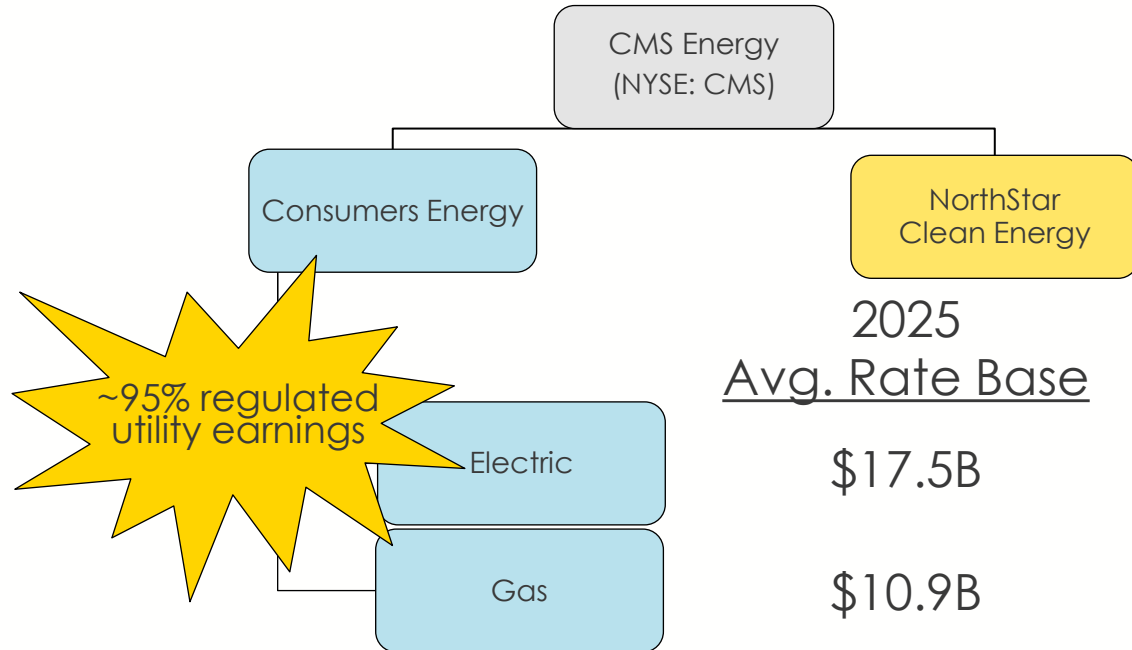 CMS Energy
(NYSE: CMS)
Consumers Energy
NorthStar
Clean Energy
2025
Avg. Rate Base
~95% regulated
utility earnings
Electric
$17.5B
Gas
$10.9B